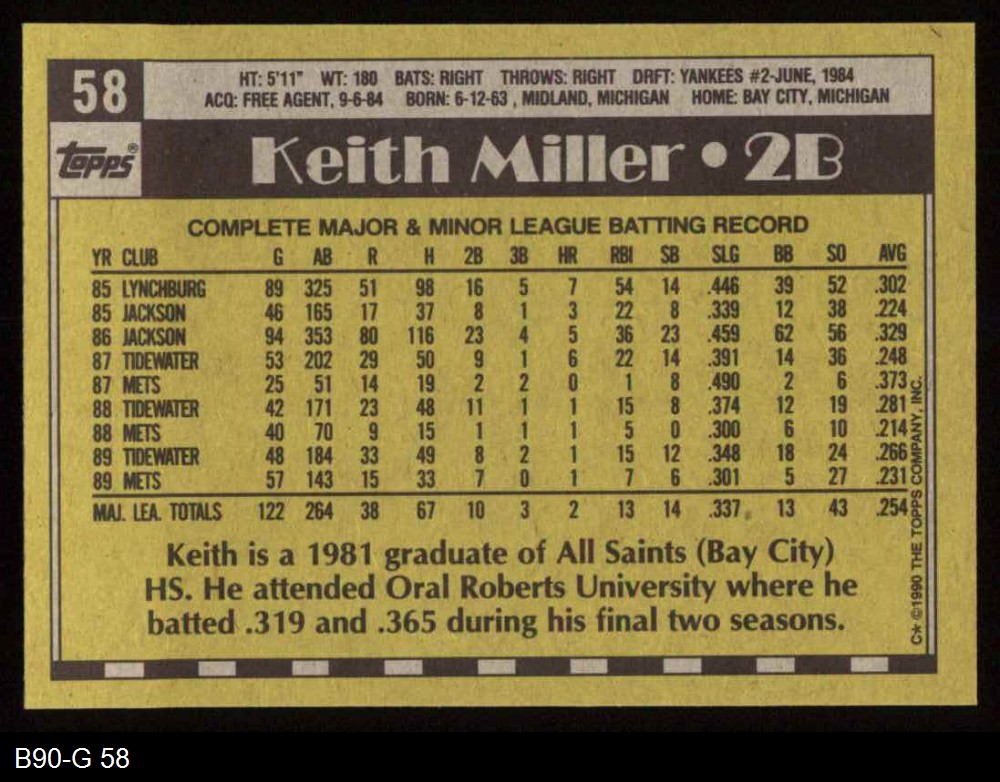 58
HT: 5'11" WT: 180 BATS: RIGHT THROWS: RIGHT DRFT: YANKEES #2-JUNE, 1984
ACQ: FREE AGENT, 9-6-84 BORN: 6-12-63 , MIDLAND, MICHIGAN HOME: BAY CITY, MICHIGAN
topps®
Keith Miller • 2B
COMPLETE MAJOR & MINOR LEAGUE BATTING RECORD
YR CLUB G AB R H 2B 3B HR RBI SB SLG BB SO AVG
85 LYNCHBURG 89 325 51 98 16 5 7 54 14 .446 39 52 .302
85 JACKSON 46 165 17 37 8 1 3 22 8 .339 12 38 .224
86 JACKSON 94 353 80 116 23 4 5 36 23 .459 62 56 .329
87 TIDEWATER 53 202 29 50 9 1 6 22 14 .391 14 36 .248
87 METS 25 51 14 19 2 2 0 1 8 .490 2 6 .373
88 TIDEWATER 42 171 23 48 11 1 1 15 8 .374 12 19 .281
88 METS 40 70 9 15 1 1 1 5 0 .300 6 10 .214
89 TIDEWATER 48 184 33 49 8 2 1 15 12 .348 18 24 .266
89 METS 57 143 15 33 7 0 1 7 6 .301 5 27 .231
MAJ. LEA. TOTALS 122 264 38 67 10 3 2 13 14 .337 13 43 .254
Keith is a 1981 graduate of All Saints (Bay City)
HS. He attended Oral Roberts University where he
batted .319 and .365 during his final two seasons.
C* ©1990 THE TOPPS COMPANY, INC.
B90-G 58